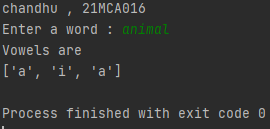 chandhu , 21MCA016
Enter a word : animal
Vowels are
['a', 'i', 'a']
Process finished with exit code 0